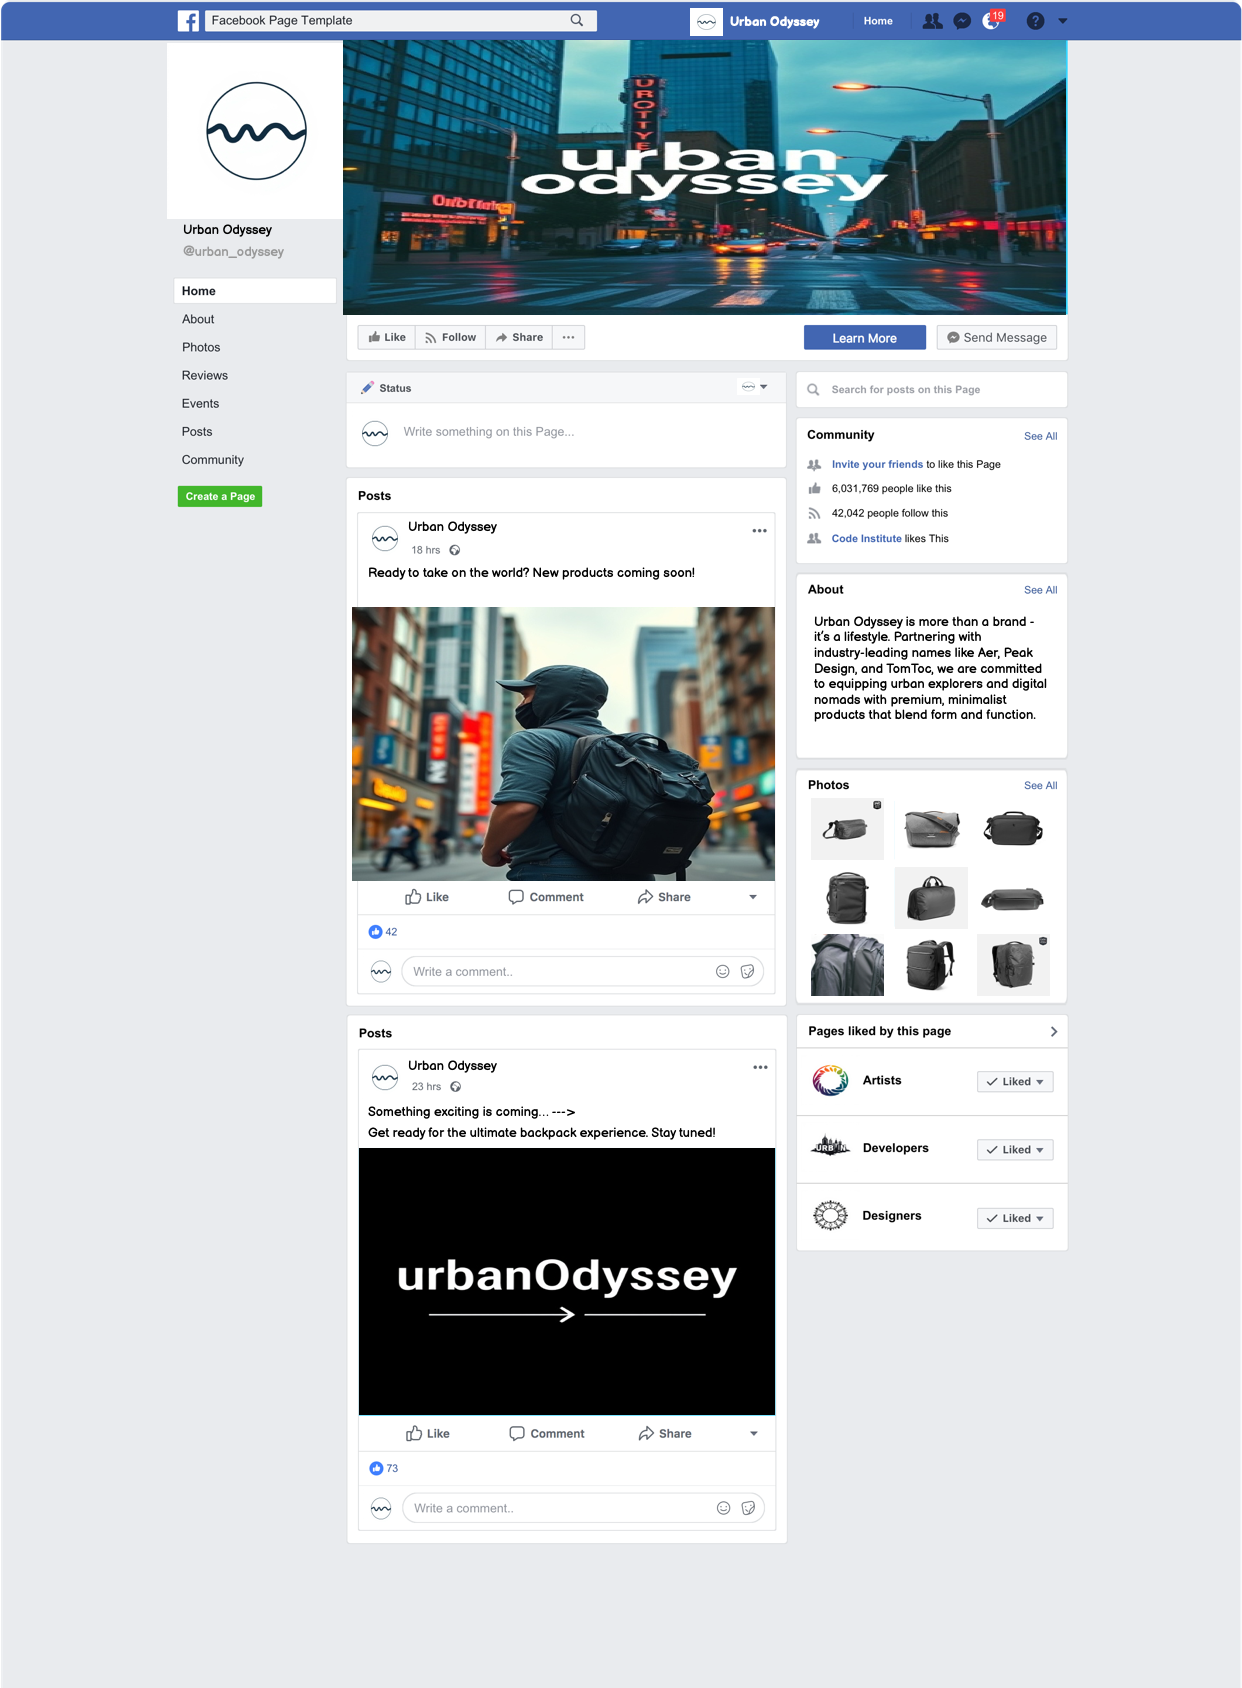 Facebook Page Template
Urban Odyssey
Home
19
Urban Odyssey
@urban_odyssey
Home
About
Photos
Reviews
Events
Posts
Community
Create a Page
UROTTYE
urban
odyssey
Like
Follow
Share
Learn More
Send Message
Status
Write something on this Page...
Posts
Urban Odyssey
18 hrs
Ready to take on the world? New products coming soon!
Like
Comment
Share
42
Write a comment..
Posts
Urban Odyssey
23 hrs
Something exciting is coming... --->
Get ready for the ultimate backpack experience. Stay tuned!
urbanOdyssey
Like
Comment
Share
73
Write a comment..
Search for posts on this Page
Community
See All
Invite your friends to like this Page
6,031,769 people like this
42,042 people follow this
Code Institute likes This
About
See All
Urban Odyssey is more than a brand -
it's a lifestyle. Partnering with
industry-leading names like Aer, Peak
Design, and TomToc, we are committed
to equipping urban explorers and digital
nomads with premium, minimalist
products that blend form and function.
Photos
See All
Pages liked by this page
Artists
Liked
URBAN
Developers
Liked
Designers
Liked